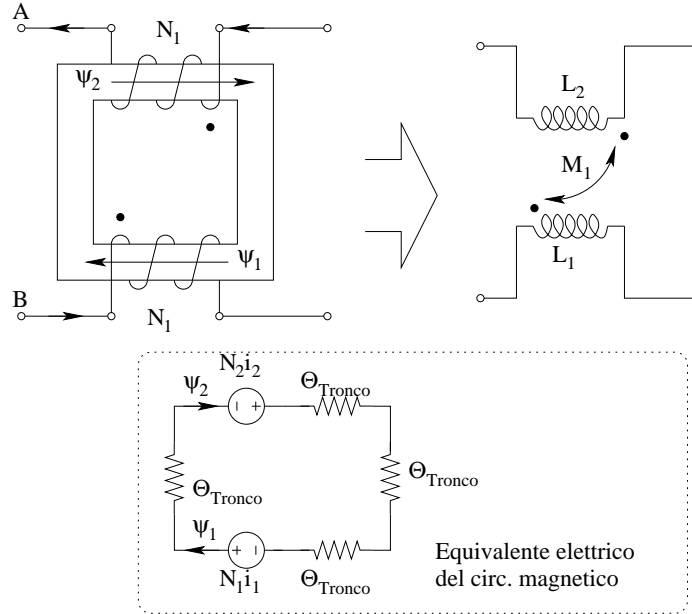 A
N1
ψ2
ψ1
B
N1
L2
M1
L1
N2i2
ΘTronco
ψ2
ΘTronco
ΘTronco
ψ1
N1i1
ΘTronco
Equivalente elettrico
del circ. magnetico